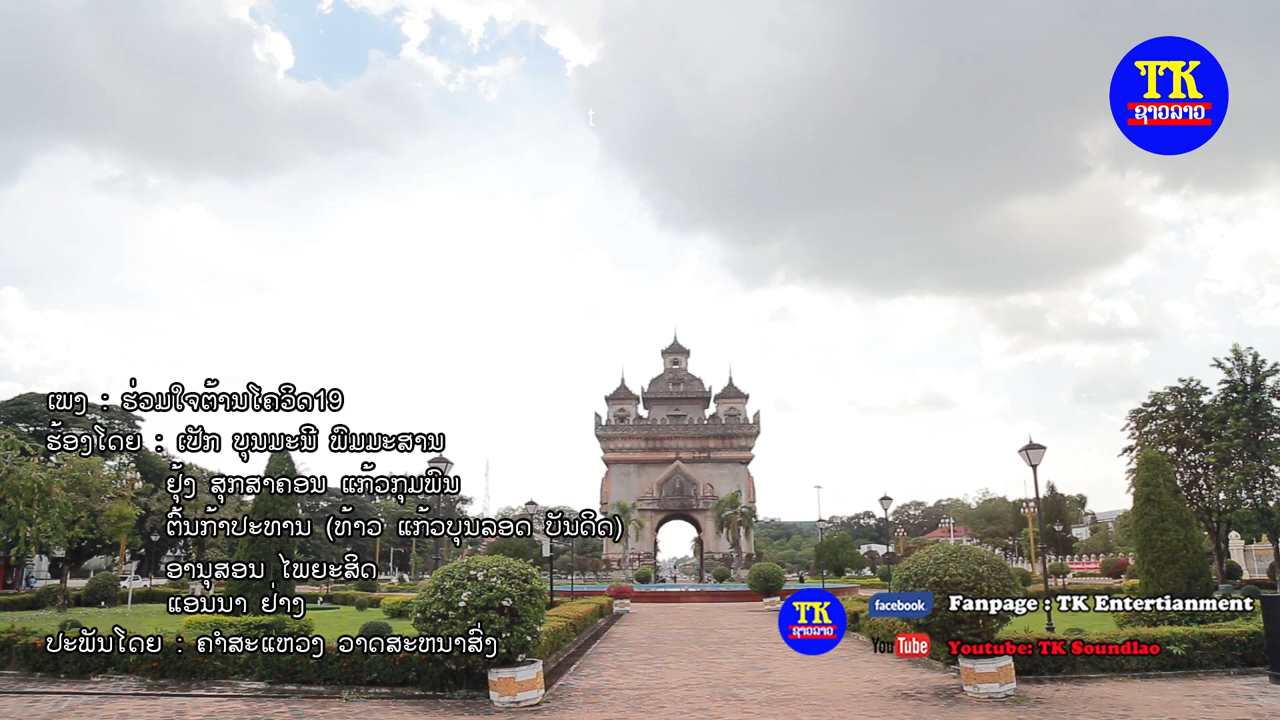 TK
ຊາວລາວ
t
ເພງ : ຮ່ວມໃຈຕ້ານໂຄວິດ19
ຮ້ອງໂດຍ : ເປັກ ບຸນມະນີ ພິມມະສານ
ຢຸ້ງ ສຸກສາຄອນ ແກ້ວກຸມພົນ
ຕົ້ນກ້າປະທານ (ທ້າວ ແກ້ວບຸນລອດ ບັນດິດ)
ອານຸສອນ ໄພຍະສິດ
ແອນນາ ຢ່າງ
ປະພັນໂດຍ : ຄຳສະແຫວງ ວາດສະຫນາສົ່ງ
TK
ຊາວລາວ
facebook Fanpage : TK Entertianment
YouTube Youtube: TK Soundlao